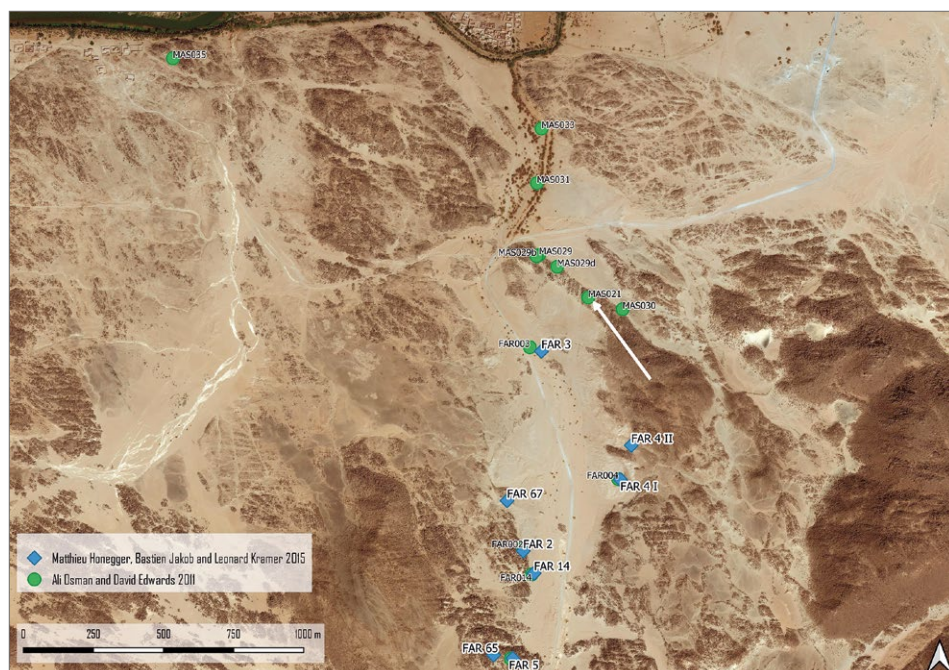 MAS035
MAS033
MAS031
MAS029b MAS029
MAS029d
MAS021
MAS030
FAR003 FAR 3
FAR 4 II
FAR004
FAR 4 I
FAR 67
FAR002 FAR 2
FAR 14
FAR014
FAR 65
FAR 5
Matthieu Honegger, Bastien Jakob and Leonard Kramer 2015
Ali Osman and David Edwards 2011
0 250 500 750 1000 m